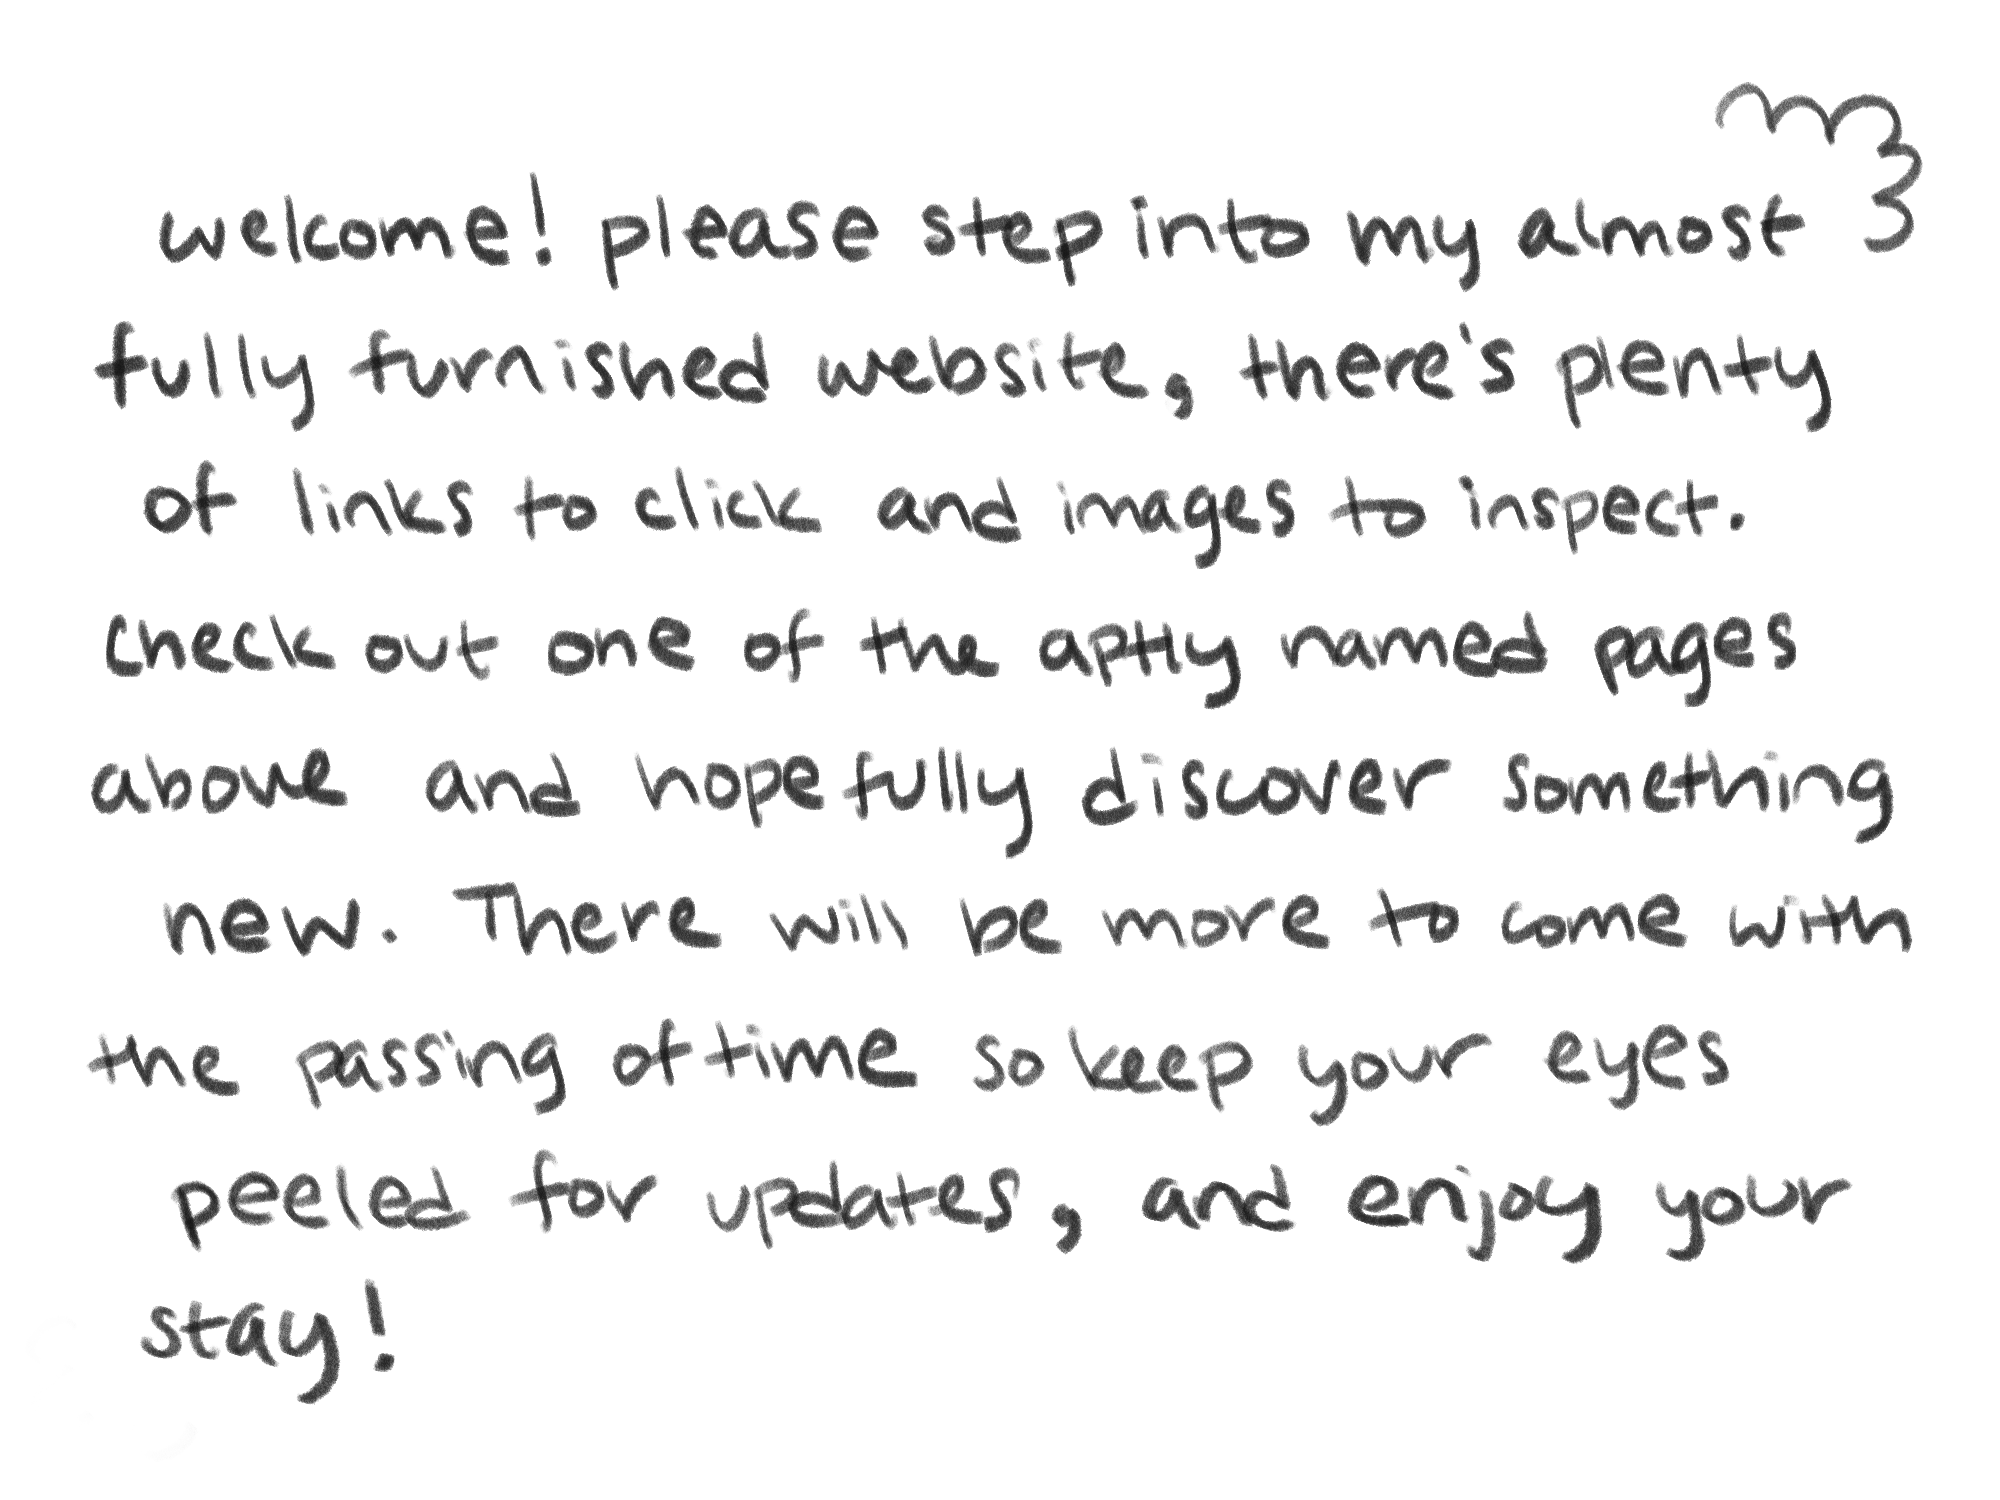 welcome! please step into my almost
fully furnished website, there's plenty
of links to click and images to inspect.
Check out one of the aptly named pages
above and hopefully discover something
new. There will be more to come with
the passing of time so keep your eyes
peeled for updates, and enjoy your
stay!